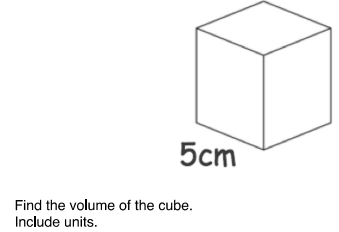 5cm
Find the volume of the cube.
Include units.